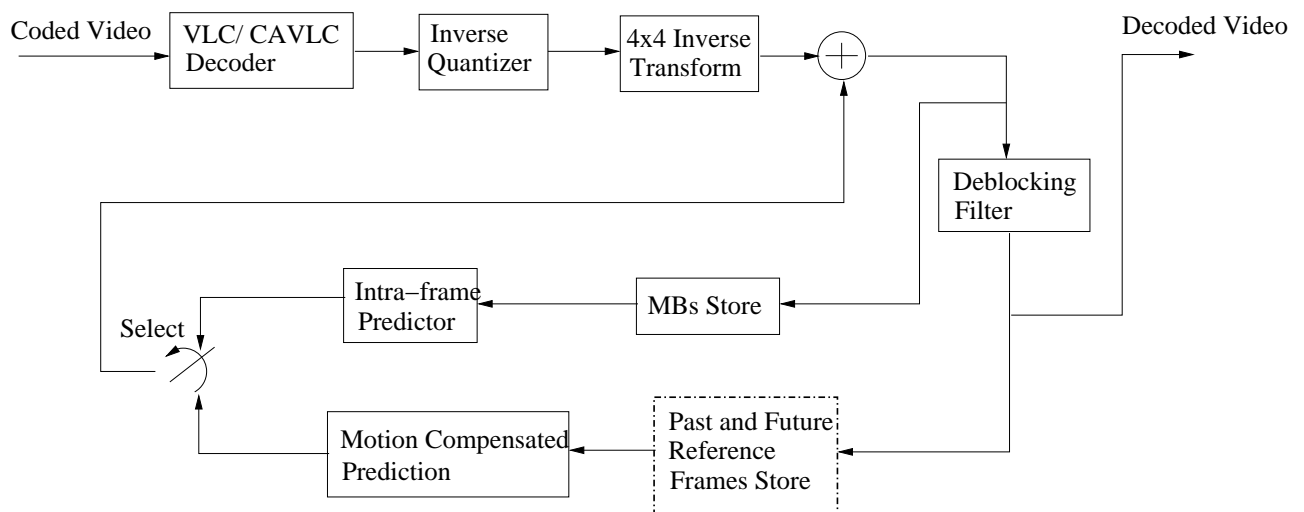 Coded Video
VLC/ CAVLC
Decoder
Inverse
Quantizer
4x4 Inverse
Transform
Decoded Video
Deblocking
Filter
Intra−frame
Predictor
MBs Store
Select
Motion Compensated
Prediction
Past and Future
Reference
Frames Store